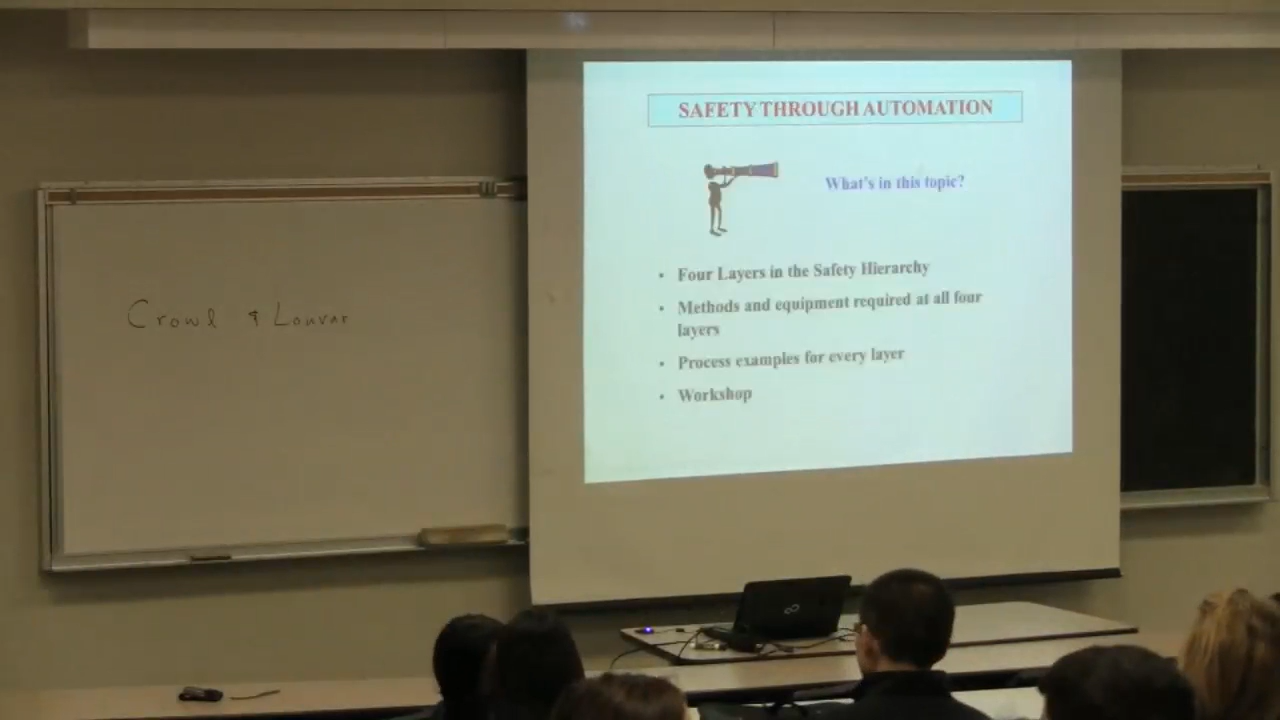 Crowl & Louvar
SAFETY THROUGH AUTOMATION
What's in this topic?
• Four Layers in the Safety Hierarchy
• Methods and equipment required at all four
layers
• Process examples for every layer
• Workshop